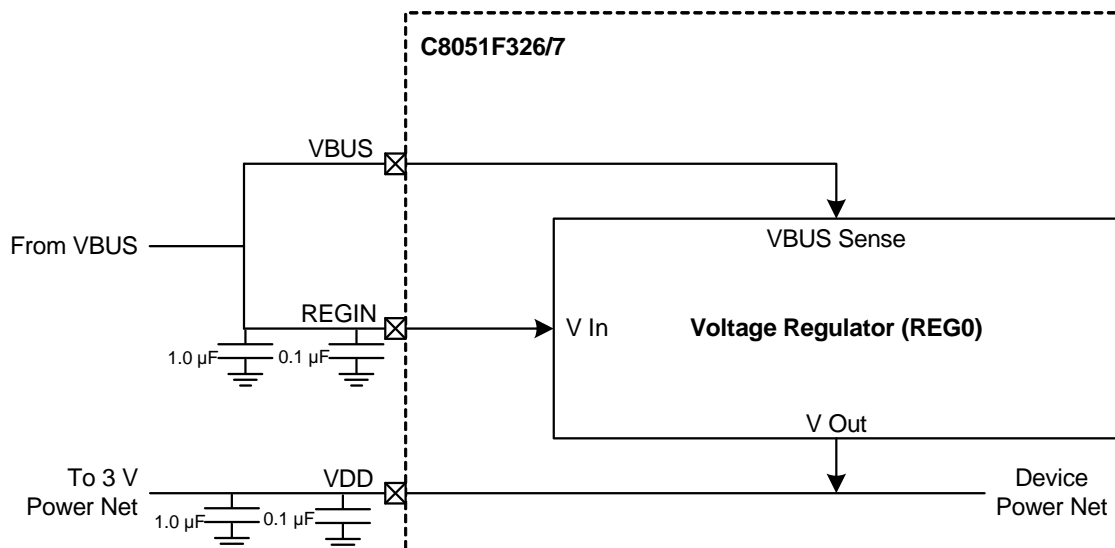 C8051F326/7
VBUS
From VBUS
VBUS Sense
REGIN
V In
Voltage Regulator (REG0)
1.0 µF
0.1 µF
V Out
To 3 V
Power Net
VDD
Device
Power Net
1.0 µF
0.1 µF